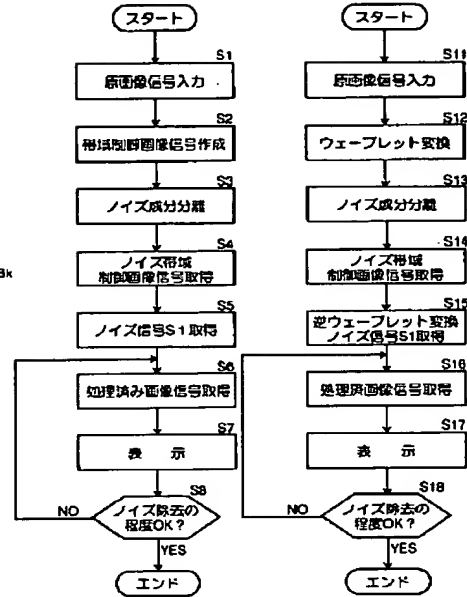 スタート
S1
原画像信号入力
S2
帯域制御画像信号作成
S3
ノイズ成分分離
S4
ノイズ帯域
制御画像信号取得
S5
ノイズ信号S1取得
S6
処理済み画像信号取得
S7
表 示
S8
ノイズ除去の
程度OK?
NO
YES
エンド
スタート
S11
原画像信号入力
S12
ウェーブレット変換
S13
ノイズ成分分離
S14
ノイズ帯域
制御画像信号取得
S15
逆ウェーブレット変換
ノイズ信号S1取得
S16
処理済画像信号取得
S17
表 示
S18
ノイズ除去の
程度OK?
NO
YES
エンド